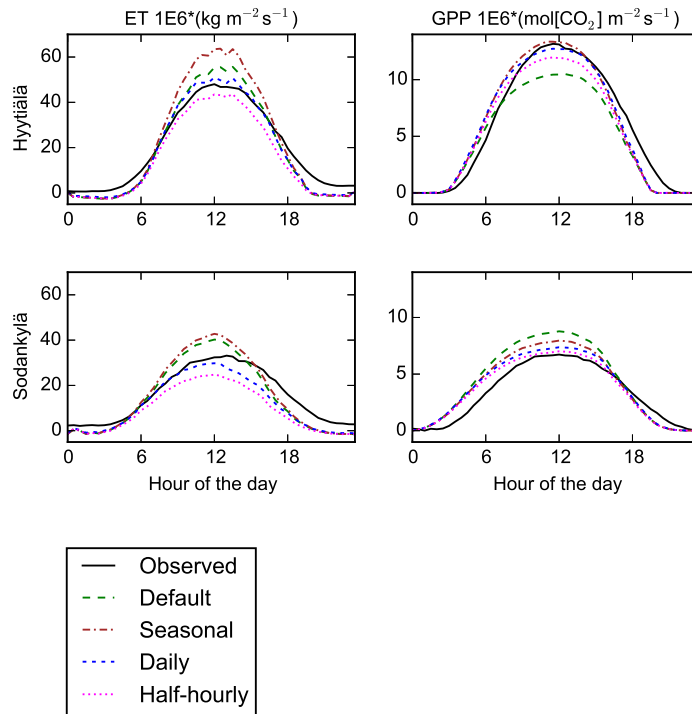 ET 1E6*(kg m⁻² s⁻¹)
GPP 1E6*(mol[CO₂] m⁻² s⁻¹)
Hyytiälä
60
40
20
0
0 6 12 18
10
5
0
0 6 12 18
Sodankylä
60
40
20
0
0 6 12 18
10
5
0
0 6 12 18
Hour of the day
Hour of the day
Observed
Default
Seasonal
Daily
Half-hourly